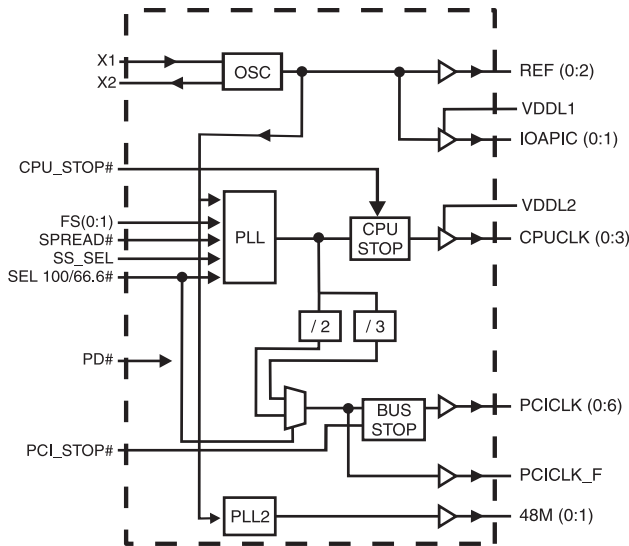 X1
X2
OSC
REF (0:2)
VDDL1
IOAPIC (0:1)
CPU_STOP#
VDDL2
FS(0:1)
SPREAD#
SS_SEL
SEL 100/66.6#
PLL
CPU
STOP
CPUCLK (0:3)
/ 2
/ 3
PD#
BUS
STOP
PCICLK (0:6)
PCI_STOP#
PCICLK_F
PLL2
48M (0:1)